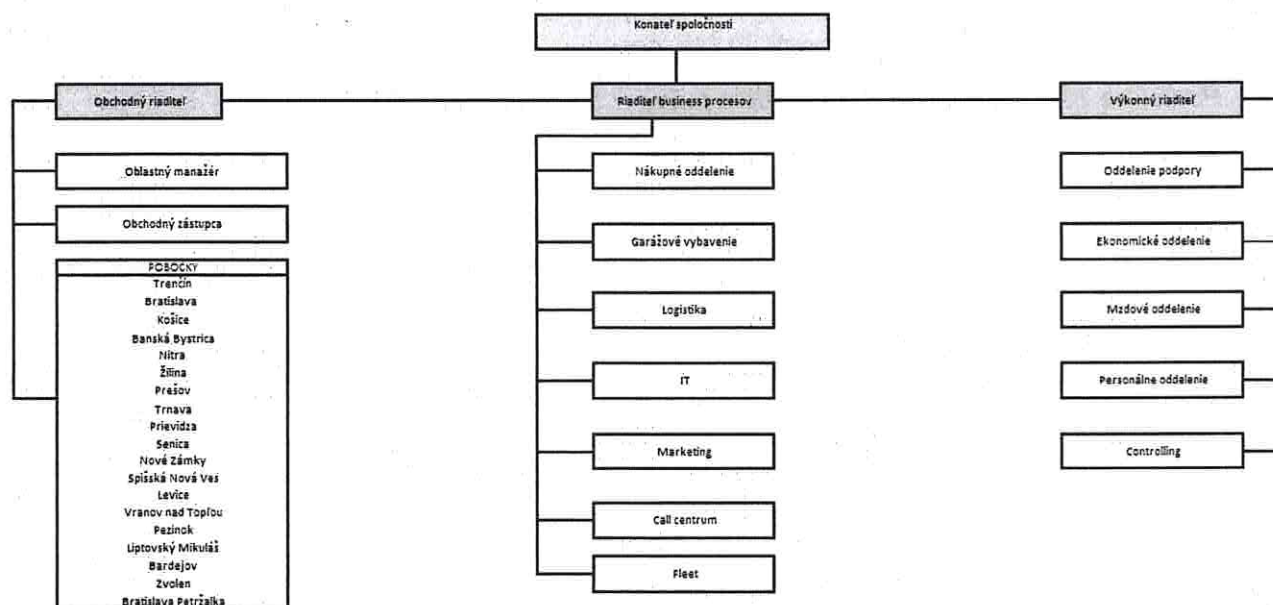 Konateľ spoločnosti
Obchodný riaditeľ
Riaditeľ business procesov
Výkonný riaditeľ
Oblastný manažér
Obchodný zástupca
POBOČKY
Trenčín
Bratislava
Košice
Banská Bystrica
Nitra
Žilina
Prešov
Trnava
Prievidza
Senica
Nové Zámky
Spišská Nová Ves
Levice
Vranov nad Topľou
Pezinok
Liptovský Mikuláš
Bardejov
Zvolen
Bratislava Petržalka
Nákupné oddelenie
Garážové vybavenie
Logistika
IT
Marketing
Call centrum
Fleet
Oddelenie podpory
Ekonomické oddelenie
Mzdové oddelenie
Personálne oddelenie
Controlling